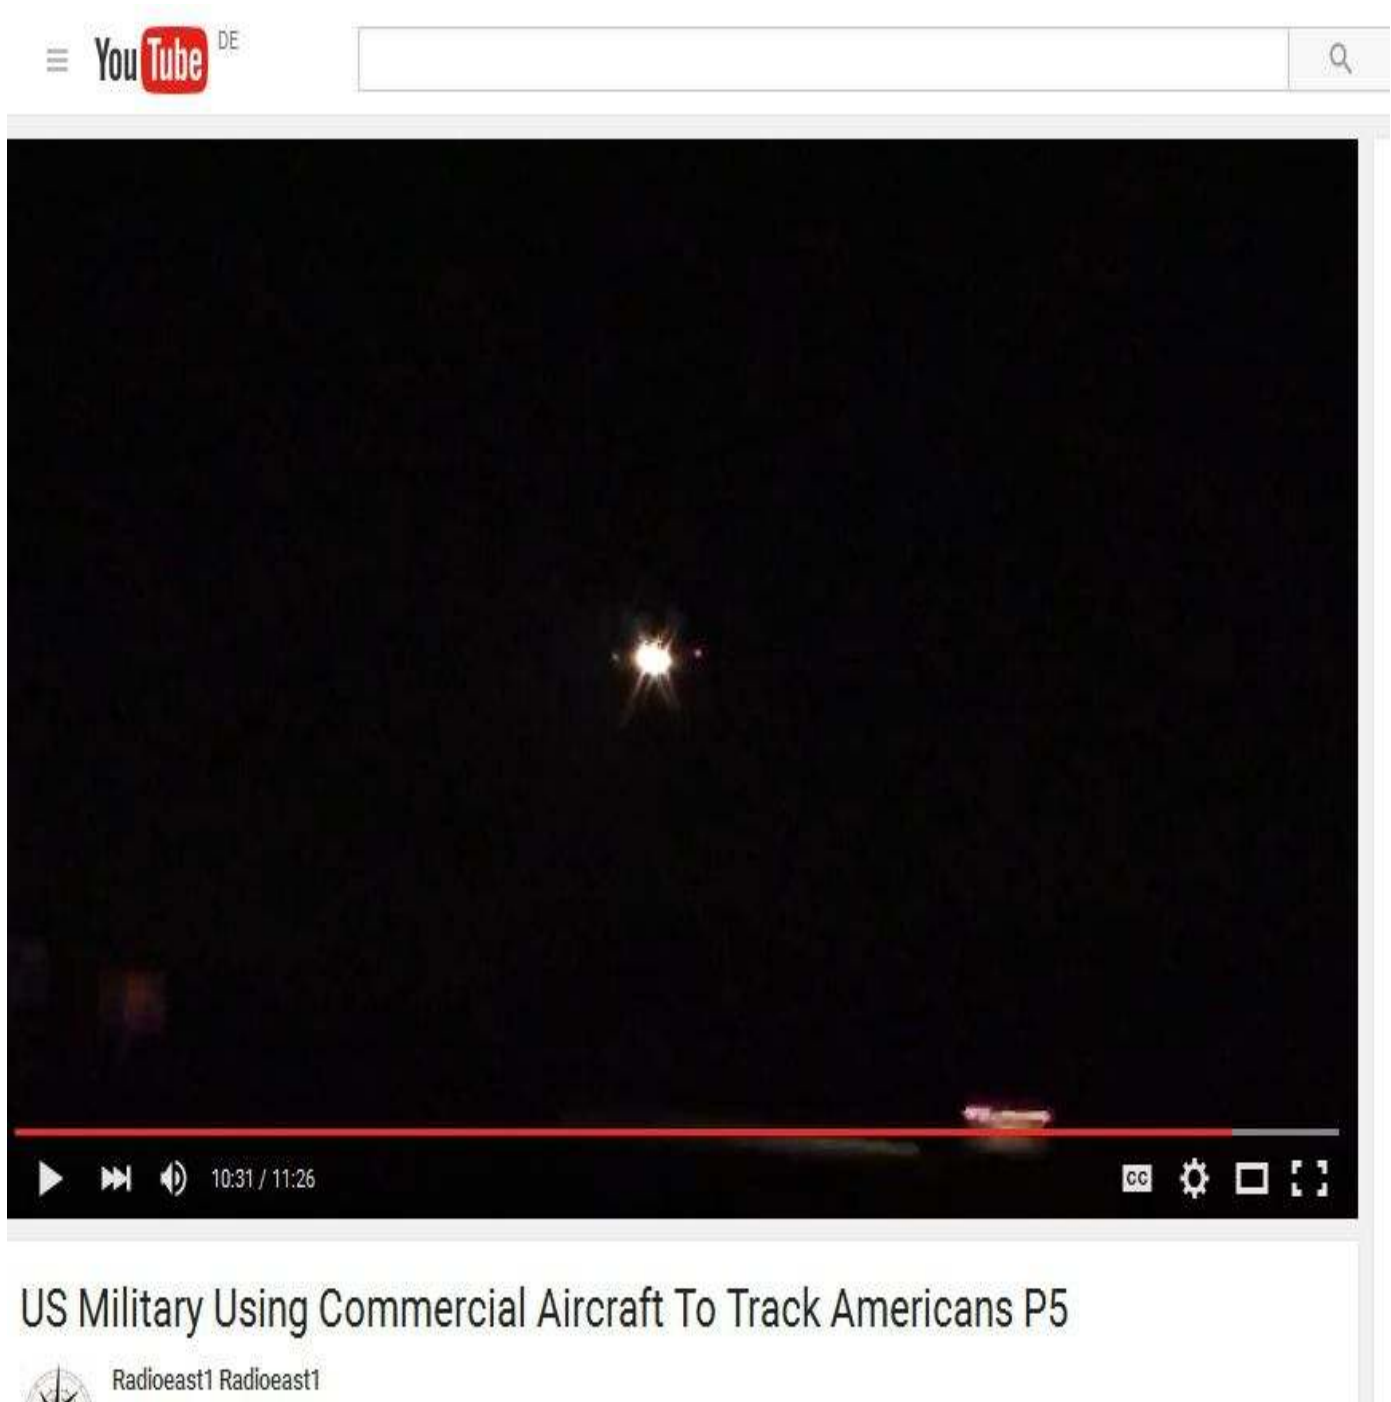 YouTube DE
10:31 / 11:26
CC
US Military Using Commercial Aircraft To Track Americans P5
Radioeast1 Radioeast1